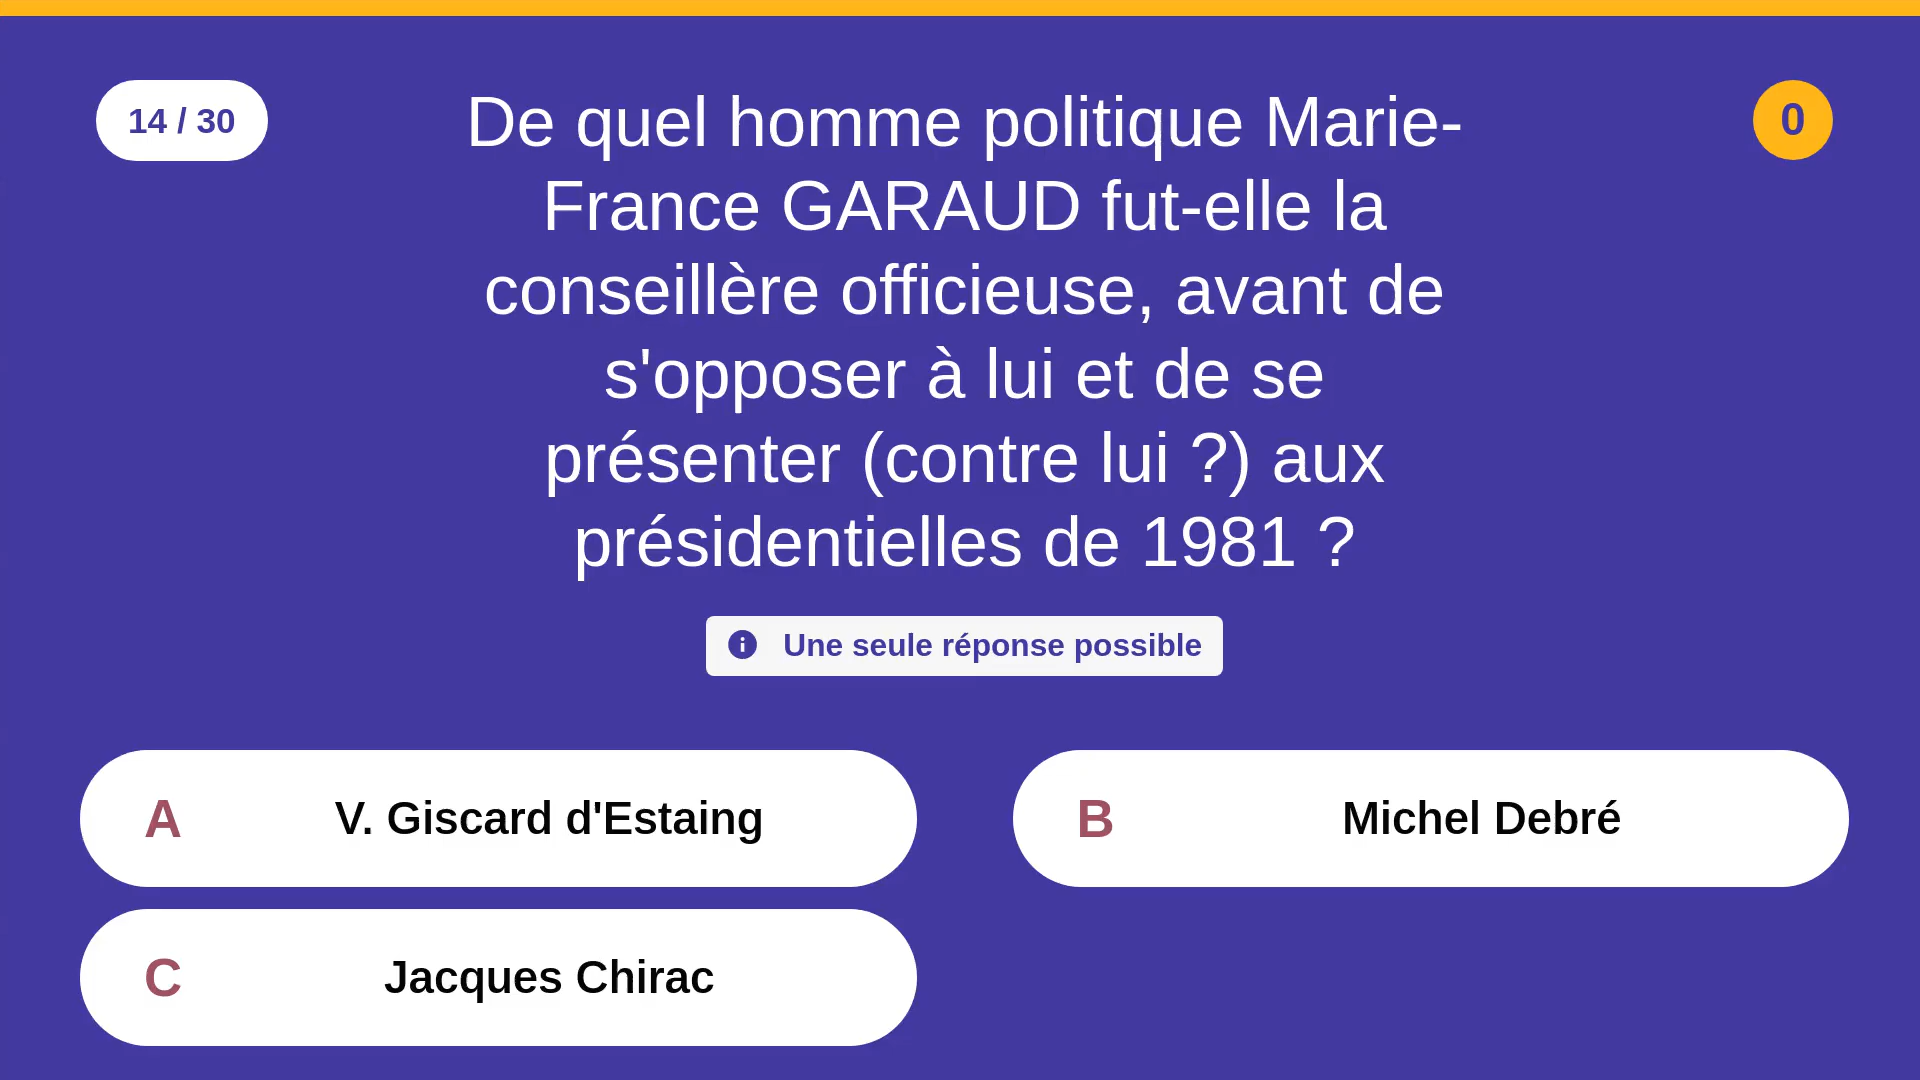 14 / 30
De quel homme politique Marie-
France GARAUD fut-elle la
conseillère officieuse, avant de
s'opposer à lui et de se
présenter (contre lui ?) aux
présidentielles de 1981 ?
0
Une seule réponse possible
A V. Giscard d'Estaing
B Michel Debré
C Jacques Chirac